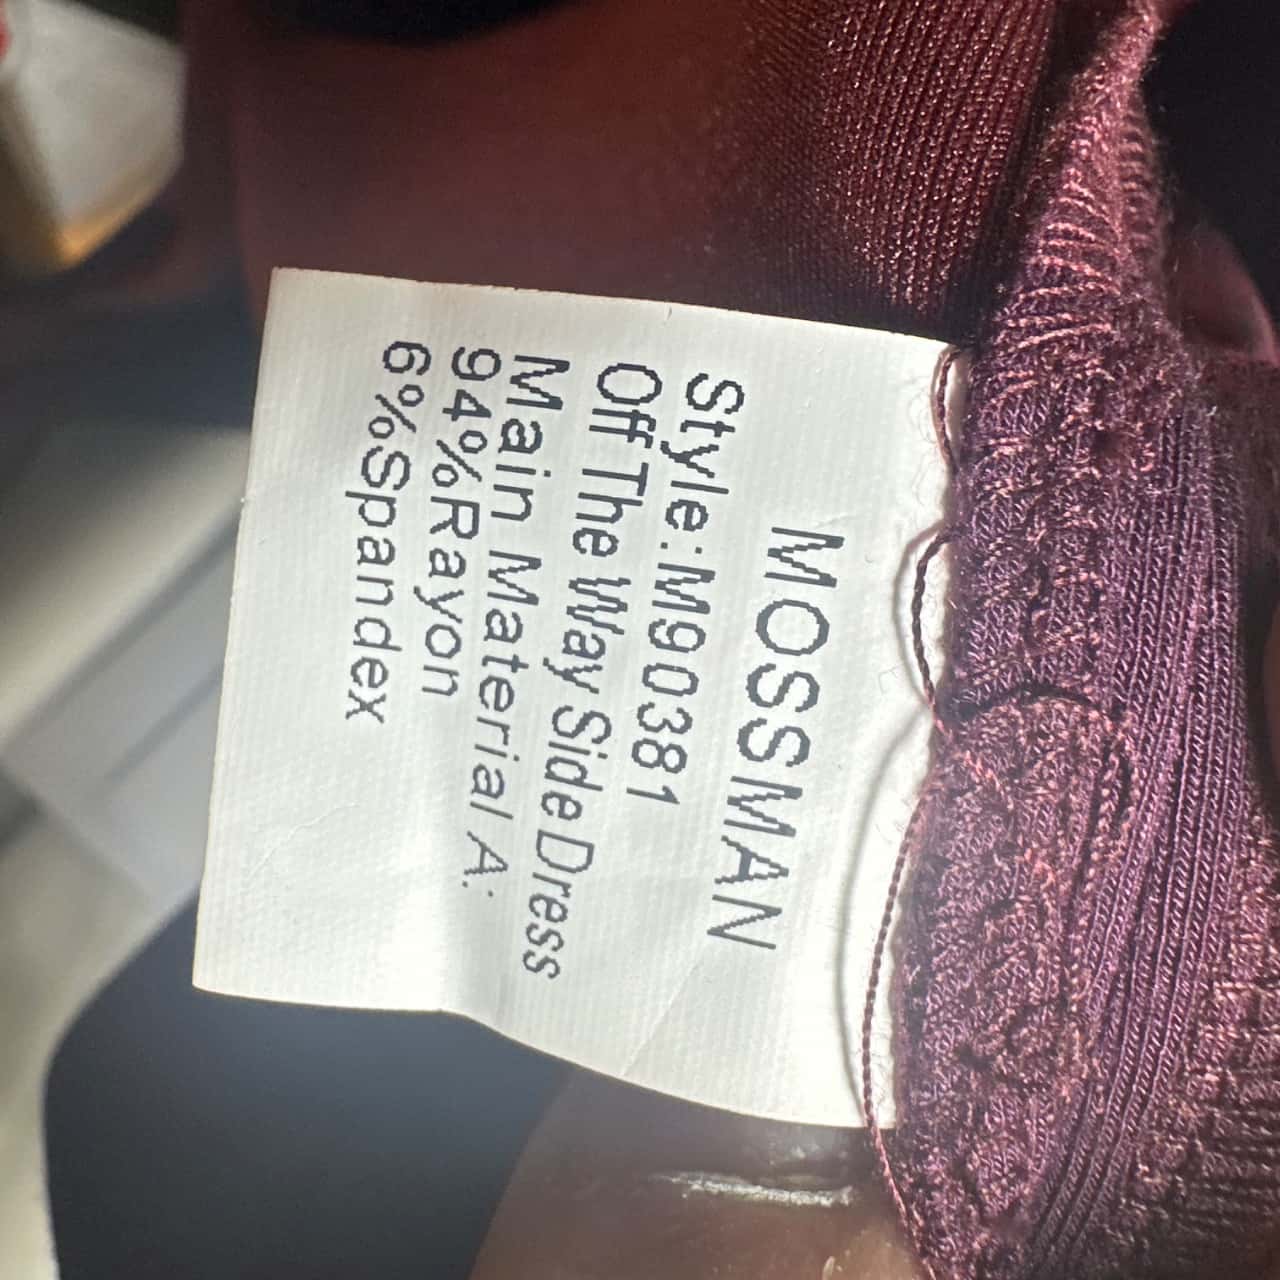 MOSSMAN
Style:M90381
Off The Way Side Dress
Main Material A:
94%Rayon
6%Spandex